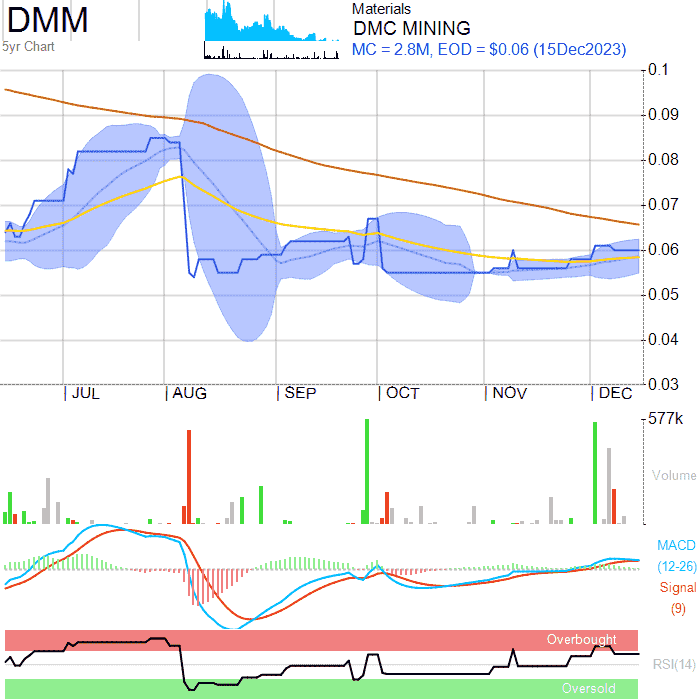 DMM
5yr Chart
Materials
DMC MINING
MC = 2.8M, EOD = $0.06 (15Dec2023)
0.1
0.09
0.08
0.07
0.06
0.05
0.04
0.03
JUL AUG SEP OCT NOV DEC
577k
Volume
MACD
(12-26)
Signal
(9)
Overbought
RSI(14)
Oversold